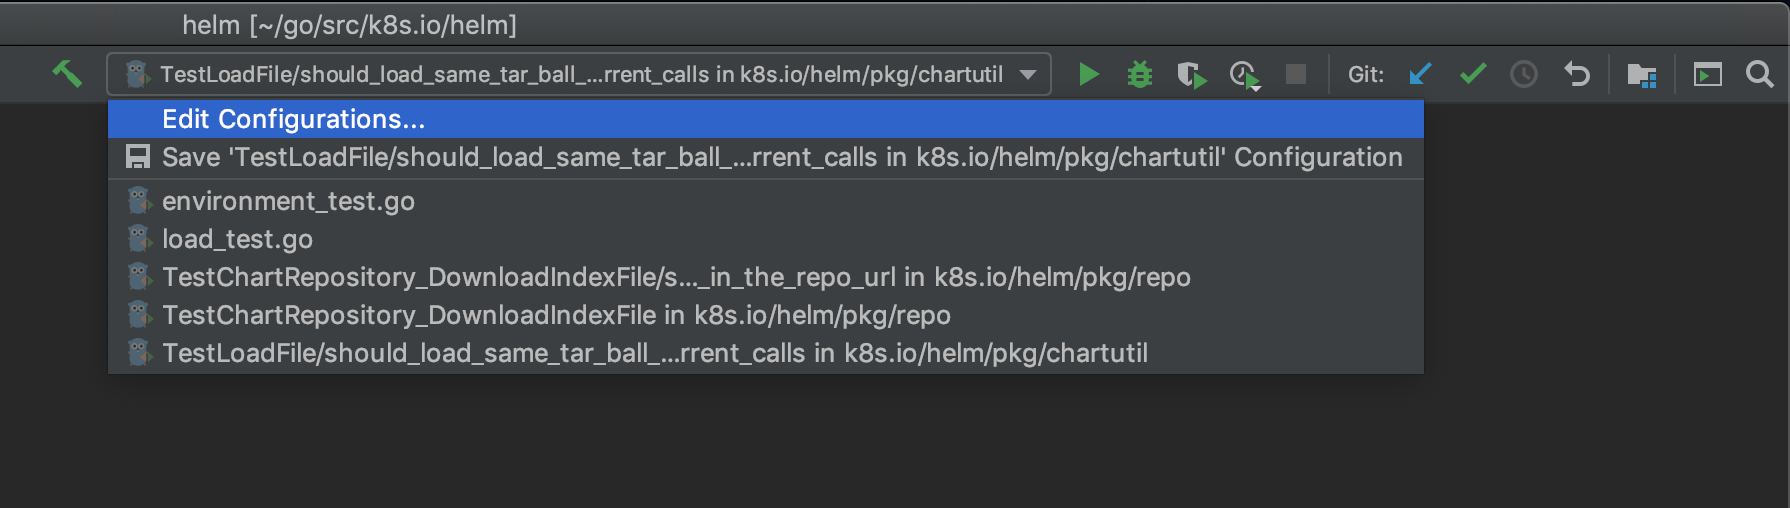 helm [~/go/src/k8s.io/helm]
TestLoadFile/should_load_same_tar_ball_...rrent_calls in k8s.io/helm/pkg/chartutil Git:
Edit Configurations...
Save 'TestLoadFile/should_load_same_tar_ball_...rrent_calls in k8s.io/helm/pkg/chartutil' Configuration
environment_test.go
load_test.go
TestChartRepository_DownloadIndexFile/s..._in_the_repo_url in k8s.io/helm/pkg/repo
TestChartRepository_DownloadIndexFile in k8s.io/helm/pkg/repo
TestLoadFile/should_load_same_tar_ball_...rrent_calls in k8s.io/helm/pkg/chartutil